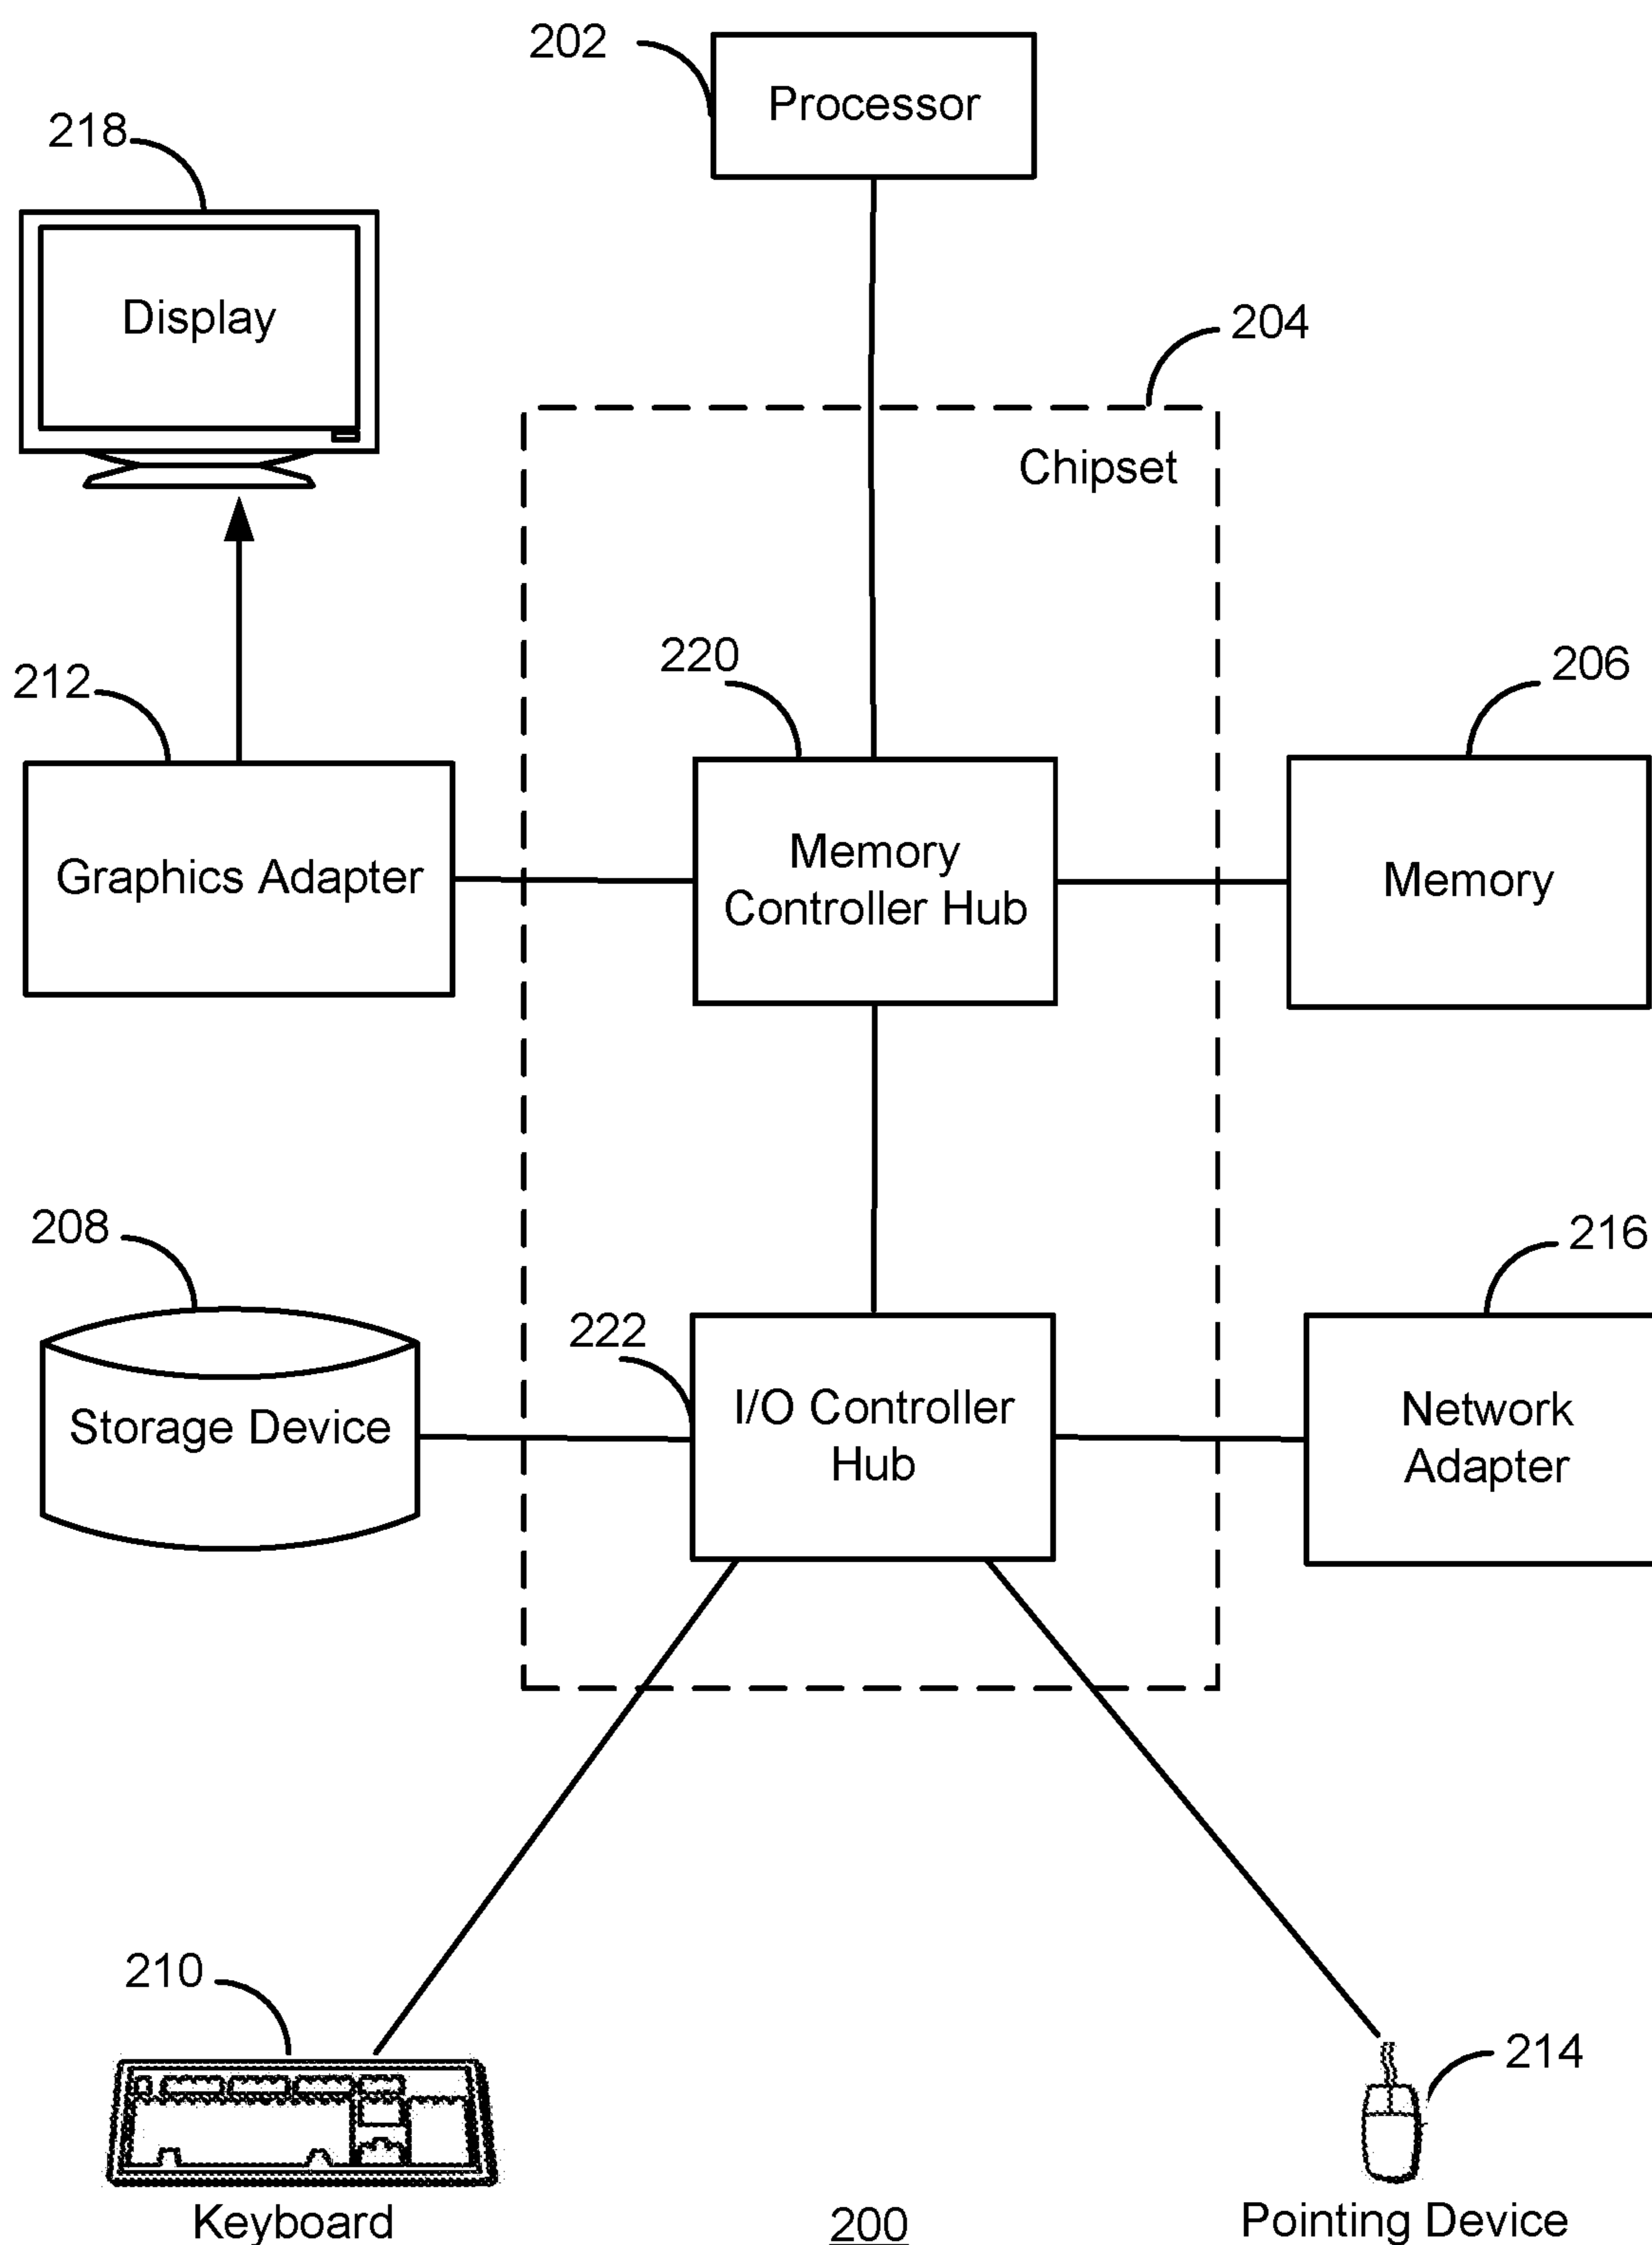 202
Processor
218
Display
204
Chipset
212
220
206
Graphics Adapter
Memory
Controller Hub
Memory
208
222
216
Storage Device
I/O Controller
Hub
Network
Adapter
210
214
Keyboard
200
Pointing Device